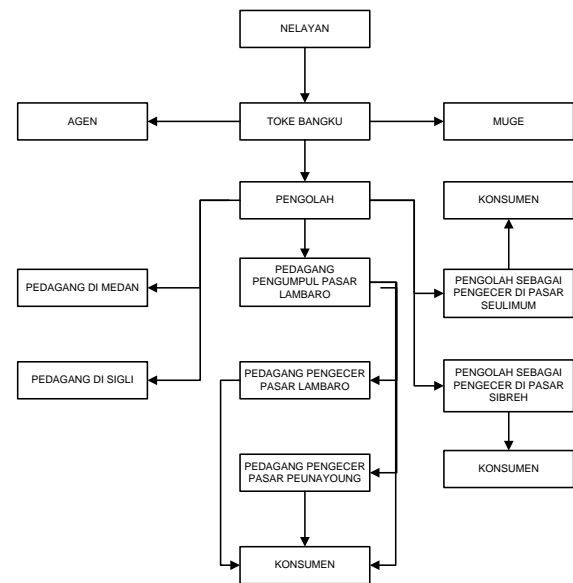 NELAYAN
AGEN
TOKE BANGKU
MUGE
PENGOLAH
KONSUMEN
PEDAGANG DI MEDAN
PEDAGANG
PENGUMPUL PASAR
LAMBARO
PENGOLAH SEBAGAI
PENGECER DI PASAR
SEULIMUM
PEDAGANG DI SIGLI
PEDAGANG PENGECER
PASAR LAMBARO
PENGOLAH SEBAGAI
PENGECER DI PASAR
SIBREH
PEDAGANG PENGECER
PASAR PEUNAYOUNG
KONSUMEN
KONSUMEN